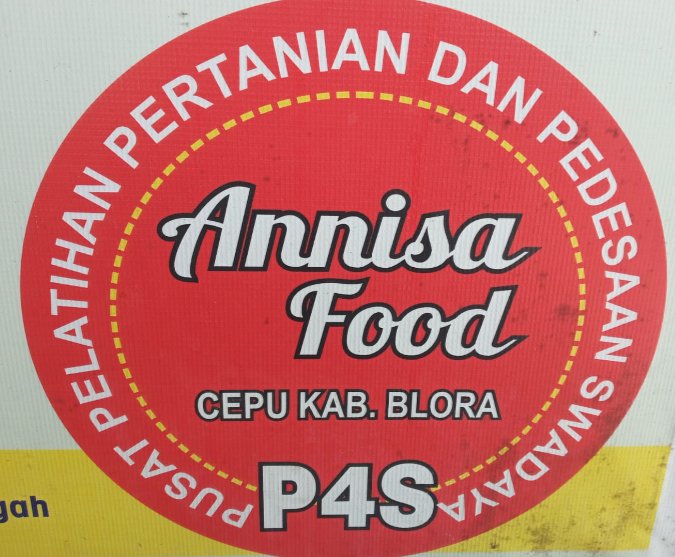 PUSAT PELATIHAN PERTANIAN DAN PEDESAAN SWADAYA
Annisa
Food
CEPU KAB. BLORA
P4S